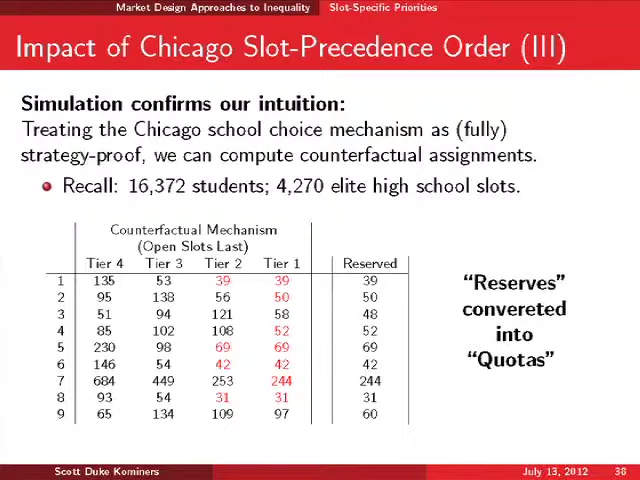 Market Design Approaches to Inequality Slot-Specific Priorities
Impact of Chicago Slot-Precedence Order (III)
Simulation confirms our intuition:
Treating the Chicago school choice mechanism as (fully)
strategy-proof, we can compute counterfactual assignments.
Recall: 16,372 students; 4,270 elite high school slots.
Counterfactual Mechanism
(Open Slots Last)
Tier 4 Tier 3 Tier 2 Tier 1 Reserved
1 135 53 39 39 39
2 95 138 56 50 50
3 51 94 121 58 48
4 85 102 108 52 52
5 230 98 69 69 69
6 146 54 42 42 42
7 684 449 253 244 244
8 93 54 31 31 31
9 65 134 109 97 60
“Reserves”
convereted
into
“Quotas”
Scott Duke Kominers July 13, 2012 38